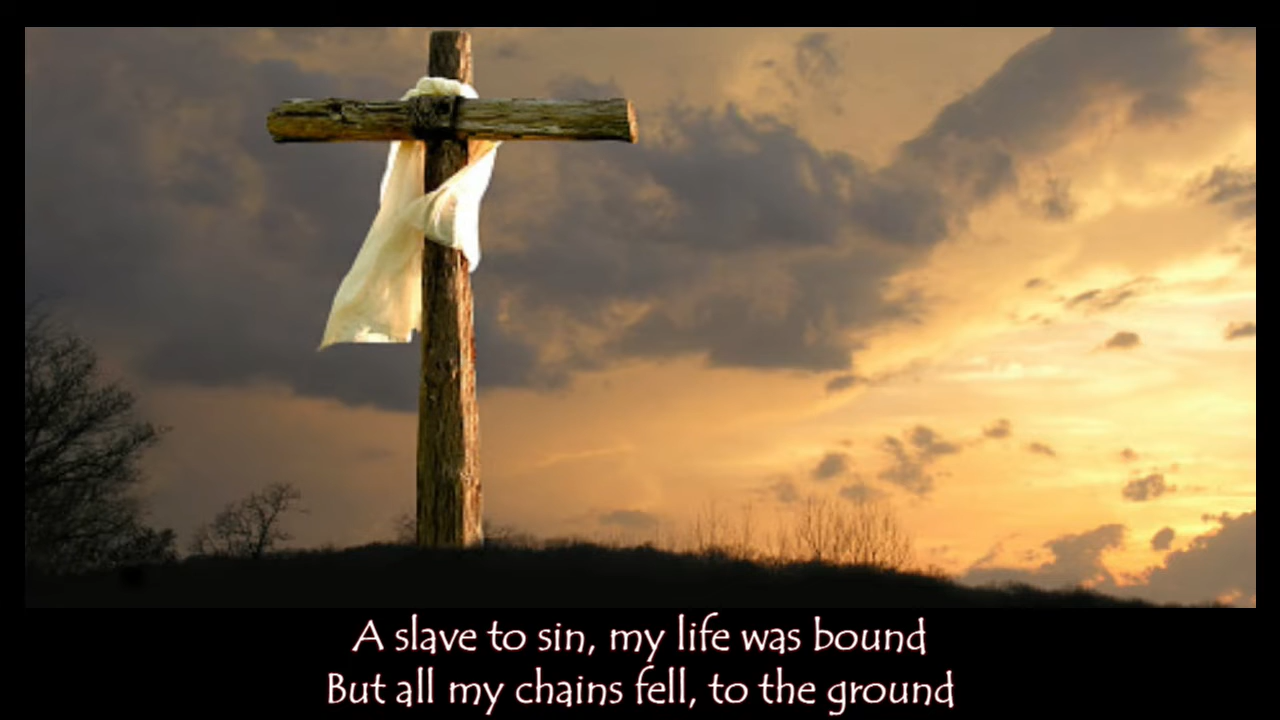 A slave to sin, my life was bound
But all my chains fell, to the ground